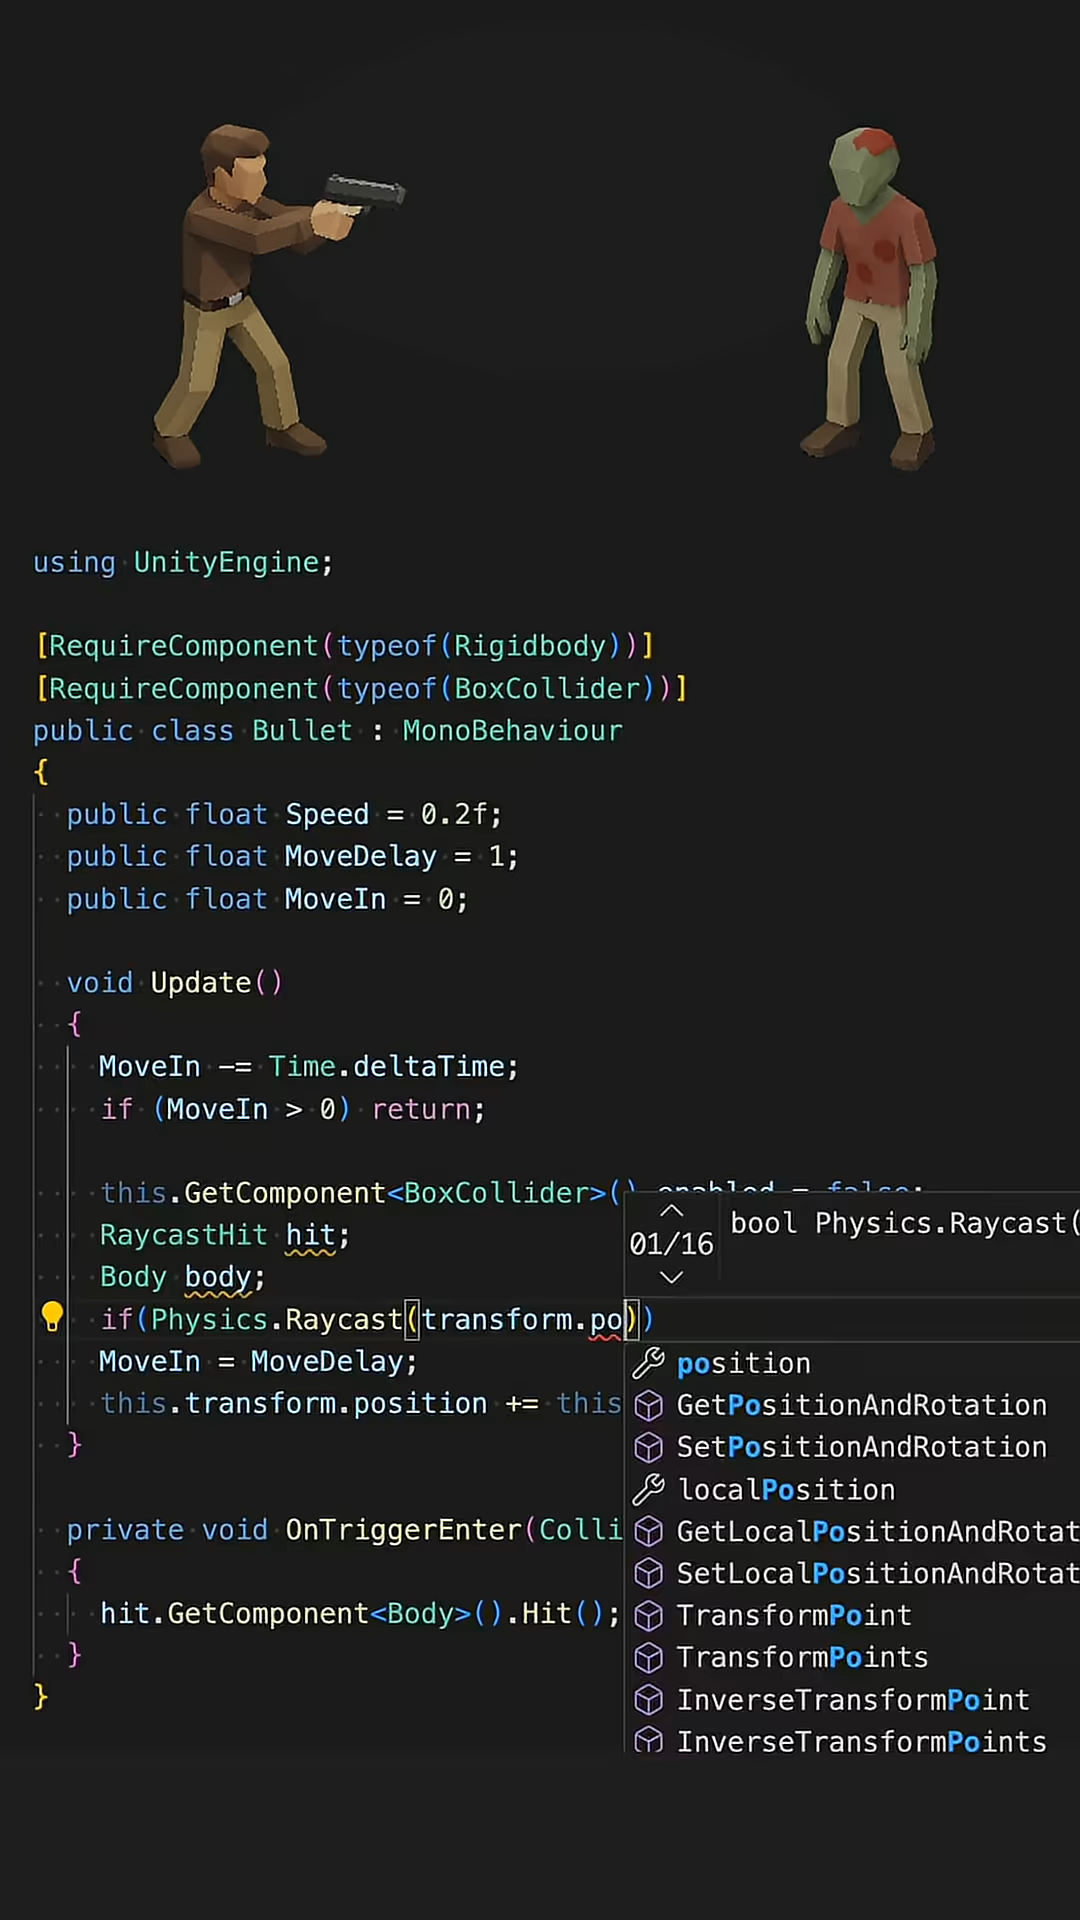 using UnityEngine;
[RequireComponent(typeof(Rigidbody))]
[RequireComponent(typeof(BoxCollider))]
public class Bullet : MonoBehaviour
{
public float Speed = 0.2f;
public float MoveDelay = 1;
public float MoveIn = 0;
void Update()
{
MoveIn -= Time.deltaTime;
if (MoveIn > 0) return;
this.GetComponent<BoxCollider>().enabled = false;
RaycastHit hit;
Body body;
if(Physics.Raycast(transform.po))
MoveIn = MoveDelay;
this.transform.position += this
}
private void OnTriggerEnter(Colli
{
hit.GetComponent<Body>().Hit();
}
}
01/16
bool Physics.Raycast(
position
GetPositionAndRotation
SetPositionAndRotation
localPosition
GetLocalPositionAndRotat
SetLocalPositionAndRotat
TransformPoint
TransformPoints
InverseTransformPoint
InverseTransformPoints